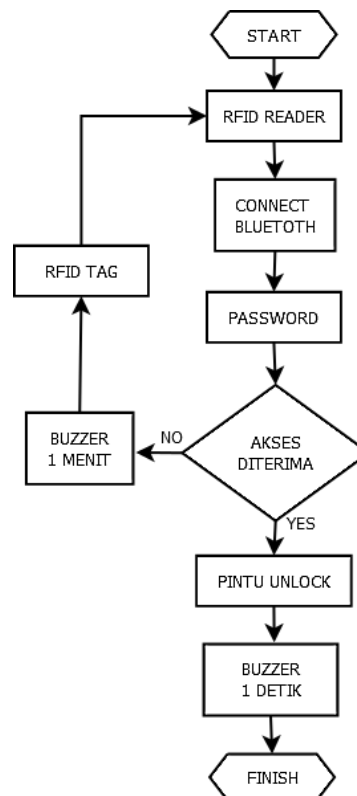 START
RFID READER
CONNECT
BLUETOTH
RFID TAG
PASSWORD
AKSES
DITERIMA
NO
BUZZER
1 MENIT
YES
PINTU UNLOCK
BUZZER
1 DETIK
FINISH